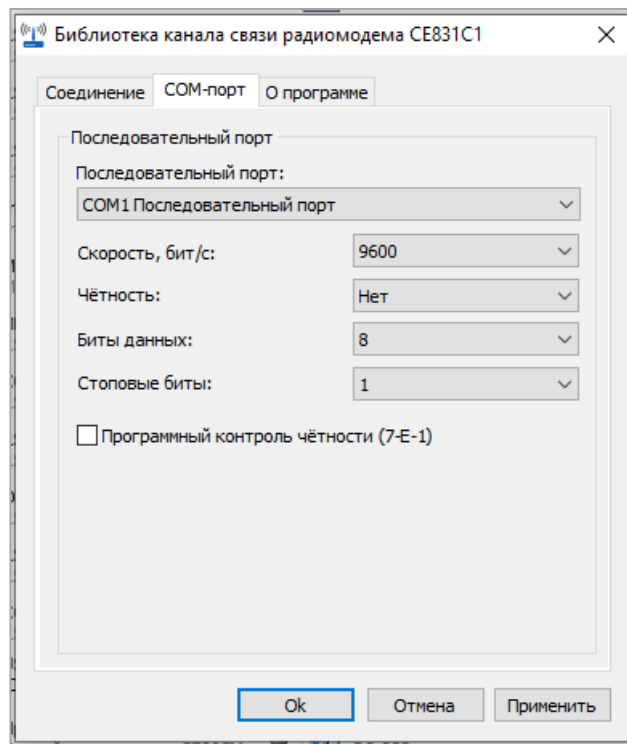 Библиотека канала связи радиомодема CE831C1
Соединение COM-порт О программе
Последовательный порт
Последовательный порт:
COM1 Последовательный порт
Скорость, бит/с: 9600
Чётность: Нет
Биты данных: 8
Стоповые биты: 1
Программный контроль чётности (7-E-1)
Ok Отмена Применить